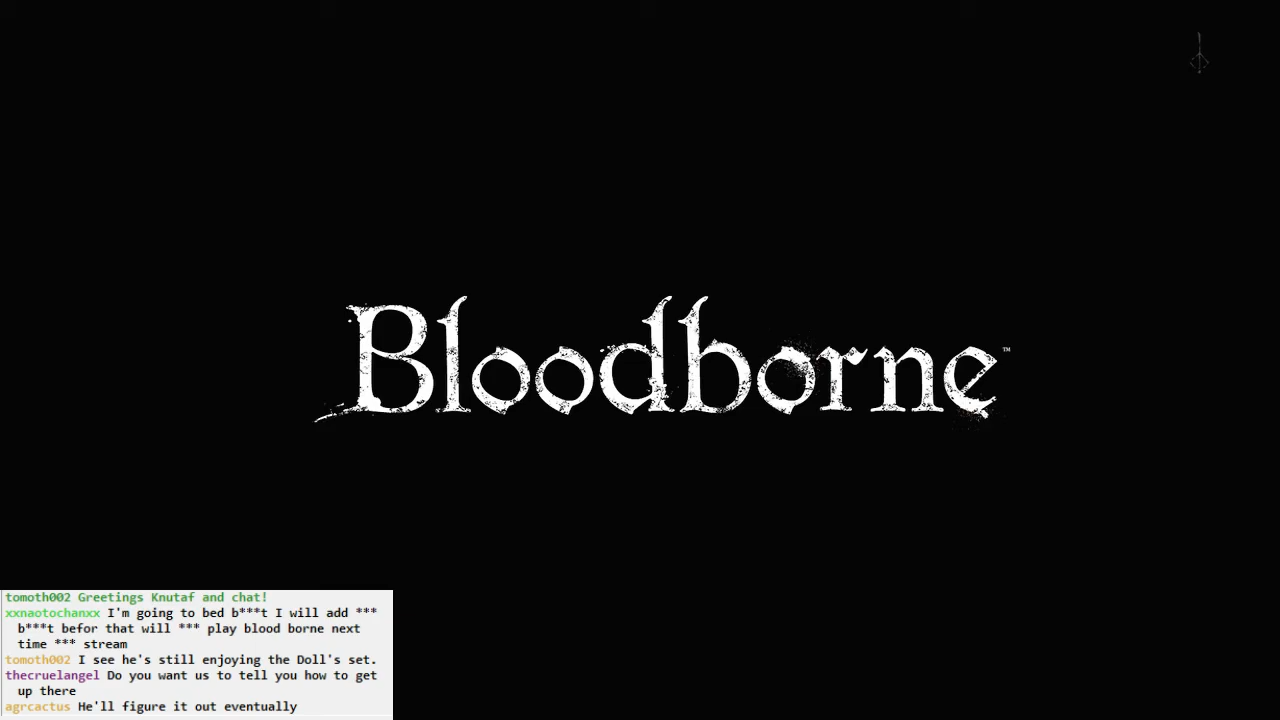 Bloodborne™
tomoth002 Greetings Knutaf and chat!
xxnaotochanxx I'm going to bed b***t I will add ***
b***t befor that will *** play blood borne next
time *** stream
tomoth002 I see he's still enjoying the Doll's set.
thecruelangel Do you want us to tell you how to get
up there
agrcactus He'll figure it out eventually